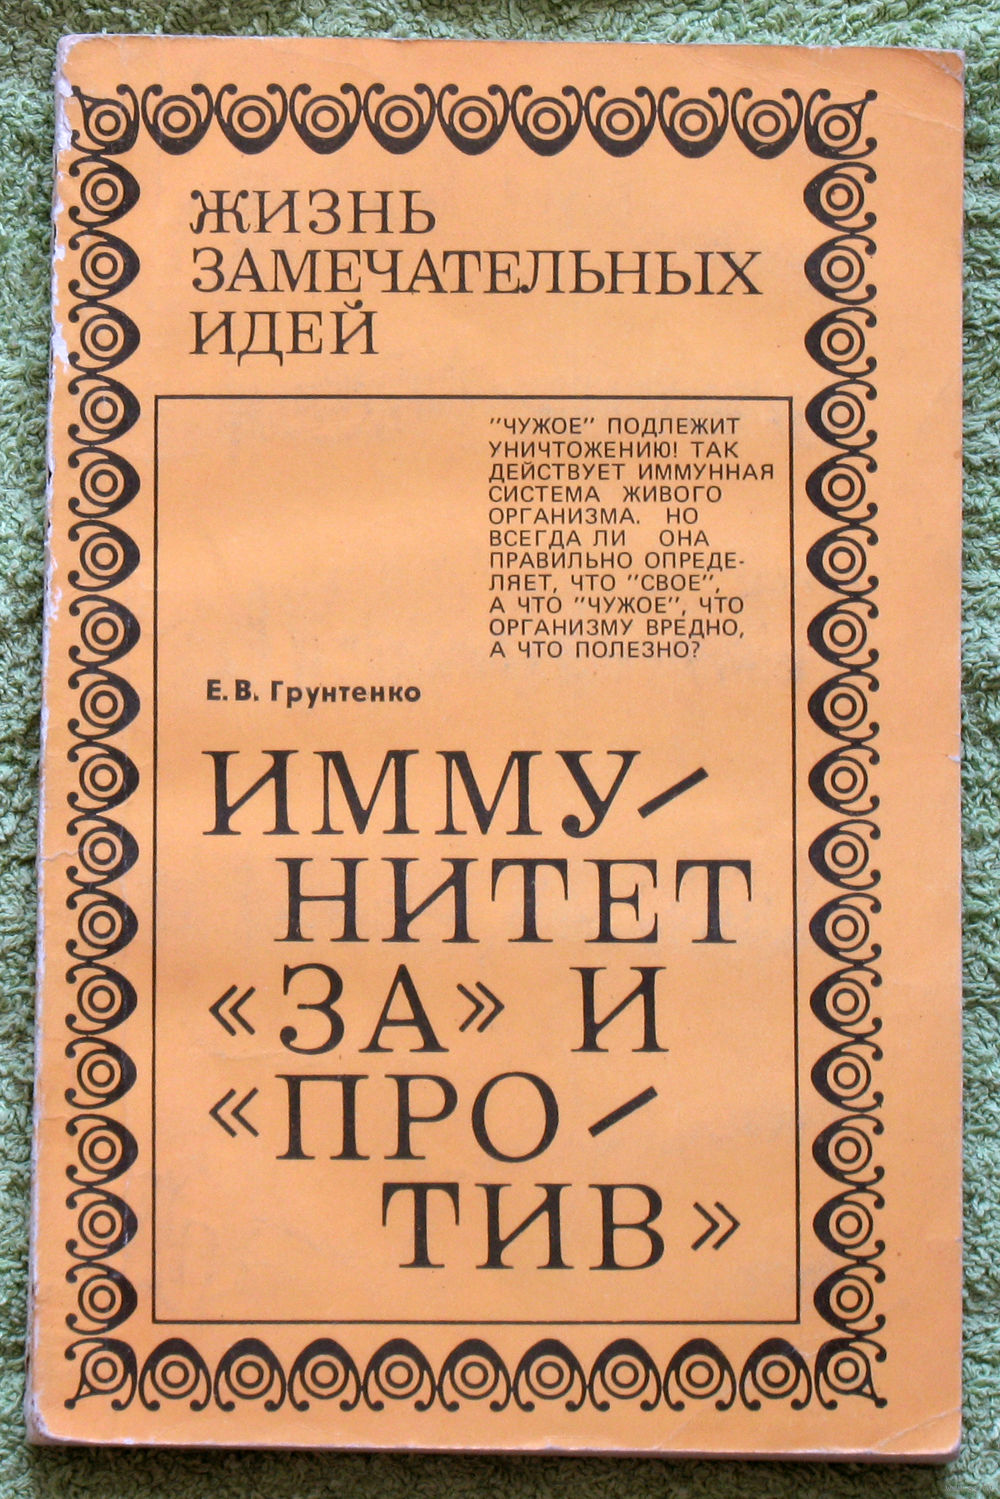 ЖИЗНЬ
ЗАМЕЧАТЕЛЬНЫХ
ИДЕЙ
"ЧУЖОЕ" ПОДЛЕЖИТ
УНИЧТОЖЕНИЮ! ТАК
ДЕЙСТВУЕТ ИММУННАЯ
СИСТЕМА ЖИВОГО
ОРГАНИЗМА. НО
ВСЕГДА ЛИ ОНА
ПРАВИЛЬНО ОПРЕДЕ-
ЛЯЕТ, ЧТО "СВОЕ",
А ЧТО "ЧУЖОЕ", ЧТО
ОРГАНИЗМУ ВРЕДНО,
А ЧТО ПОЛЕЗНО?
Е. В. Грунтенко
ИММУ-
НИТЕТ
«ЗА» И
«ПРО-
ТИВ»